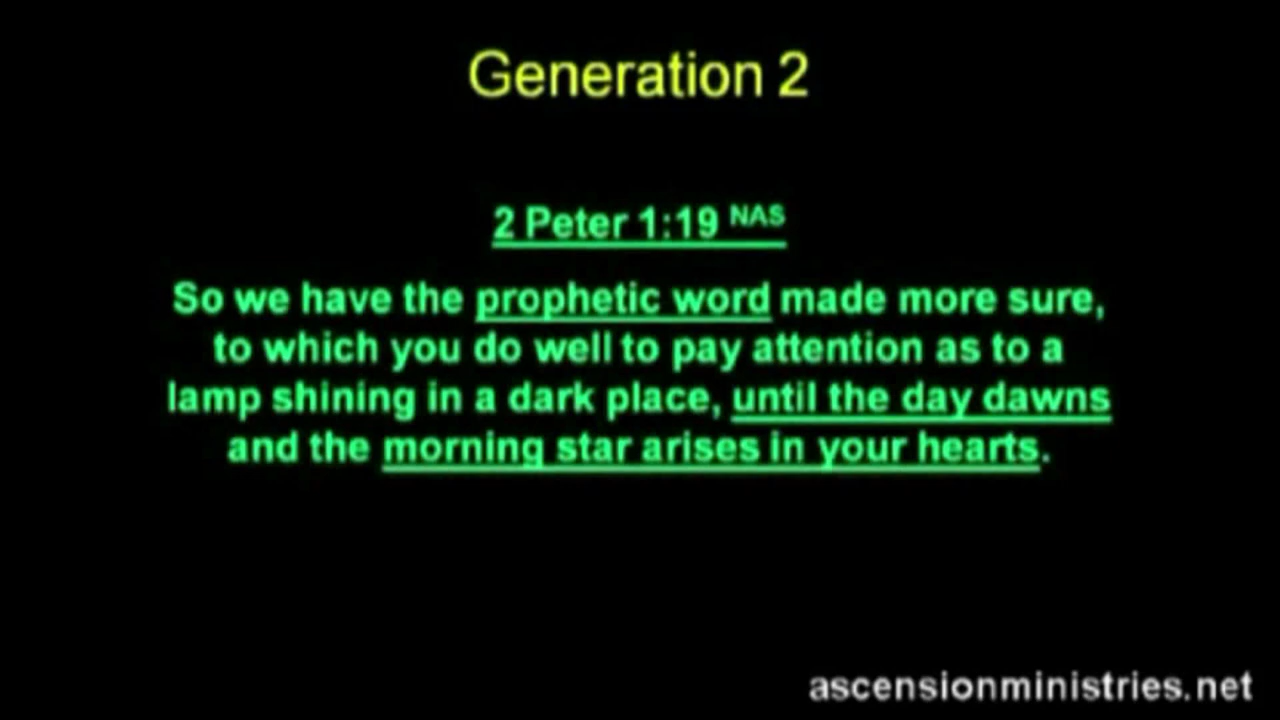 Generation 2
2 Peter 1:19 NAS
So we have the prophetic word made more sure,
to which you do well to pay attention as to a
lamp shining in a dark place, until the day dawns
and the morning star arises in your hearts.
ascensionministries.net